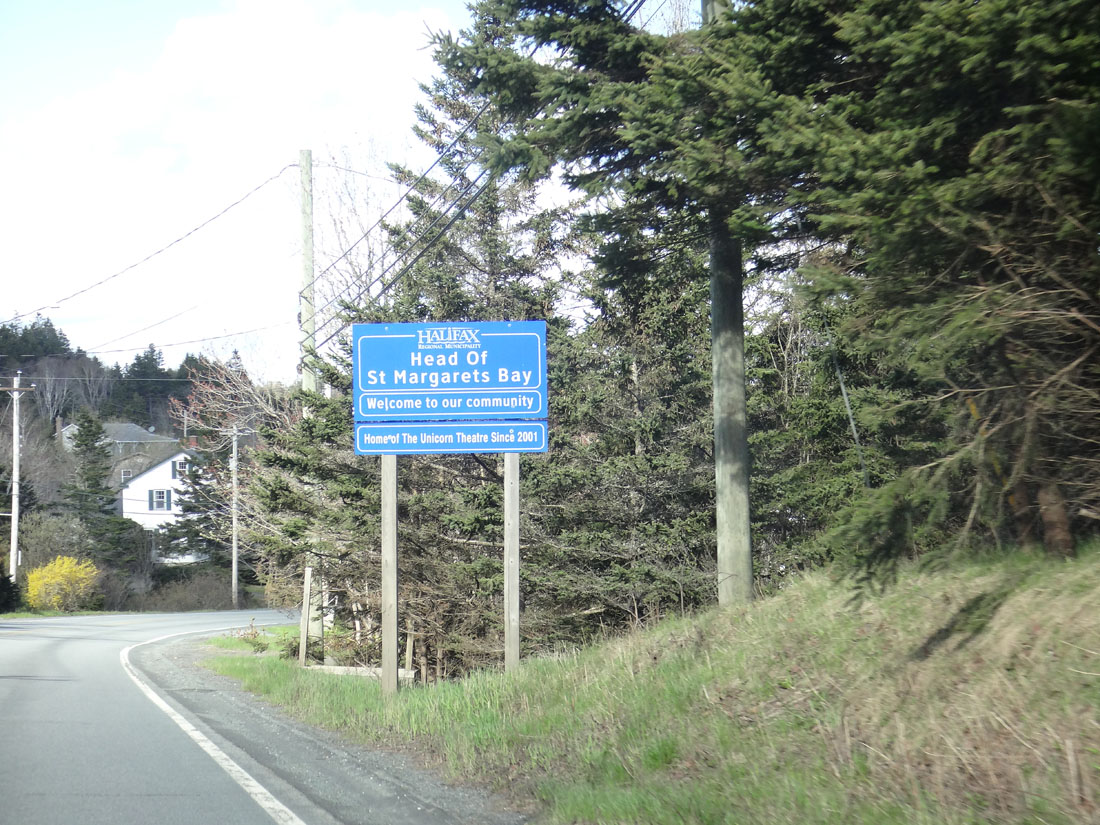 HALIFAX
REGIONAL MUNICIPALITY
Head Of
St Margarets Bay
Welcome to our community
Home of The Unicorn Theatre Since 2001